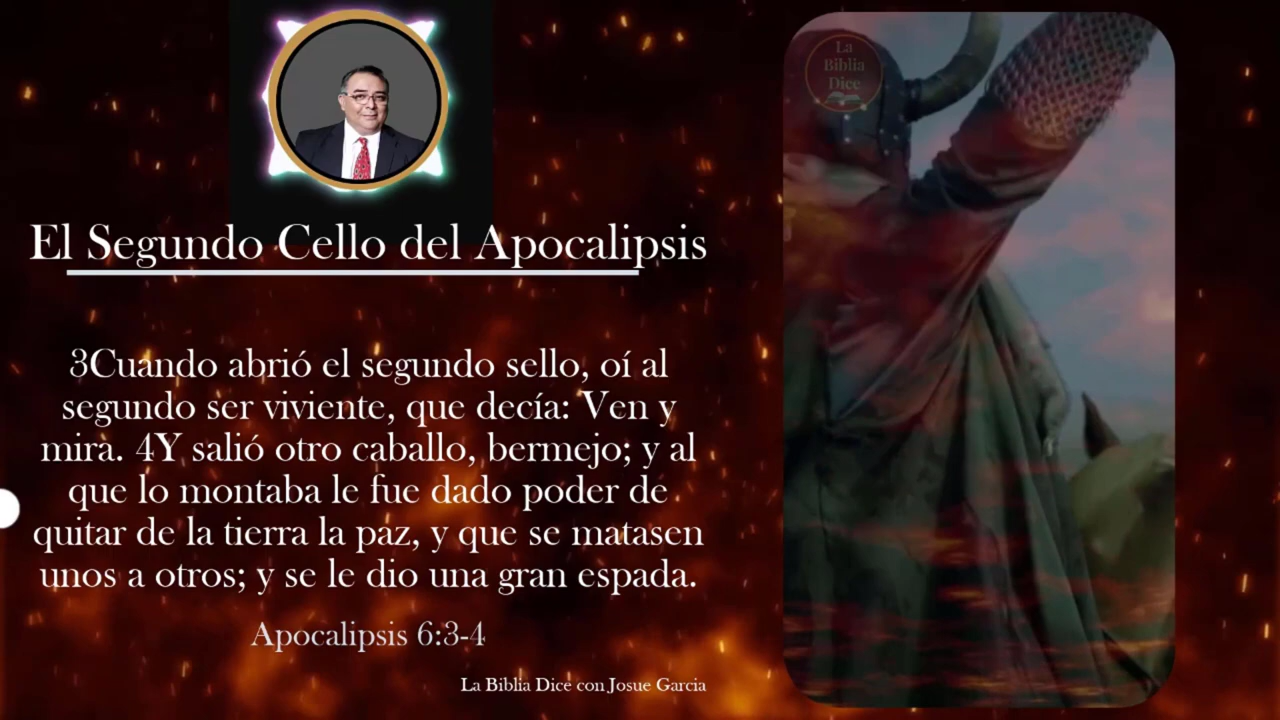 La
Biblia
Dice
El Segundo Cello del Apocalipsis
3Cuando abrió el segundo sello, oí al
segundo ser viviente, que decía: Ven y
mira. 4Y salió otro caballo, bermejo; y al
que lo montaba le fue dado poder de
quitar de la tierra la paz, y que se matasen
unos a otros; y se le dio una gran espada.
Apocalipsis 6:3-4
La Biblia Dice con Josue Garcia